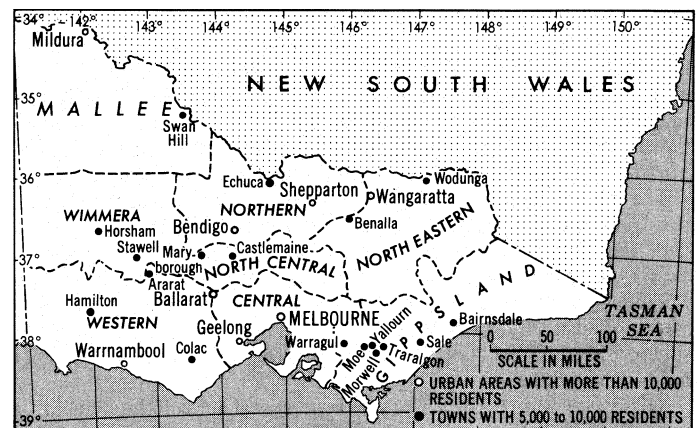 142°
143°
144°
145°
146°
147°
148°
149°
150°
34°
Mildura
NEW SOUTH WALES
35°
MALLEE
Swan
Hill
36°
Echuca
Shepparton
Wodonga
Wangaratta
WIMMERA
NORTHERN
Horsham
Bendigo
Benalla
Stawell
Mary
borough
Castlemaine
NORTH EASTERN
37°
NORTH CENTRAL
Ararat
Ballarat
CENTRAL
GIPPSLAND
Hamilton
WESTERN
Geelong
MELBOURNE
Bairnsdale
TASMAN
SEA
38°
Warrnambool
Colac
Warragul
Moe
Yallourn
Morwell
Traralgon
Sale
0
50
100
SCALE IN MILES
URBAN AREAS WITH MORE THAN 10,000
RESIDENTS
TOWNS WITH 5,000 to 10,000 RESIDENTS
39°